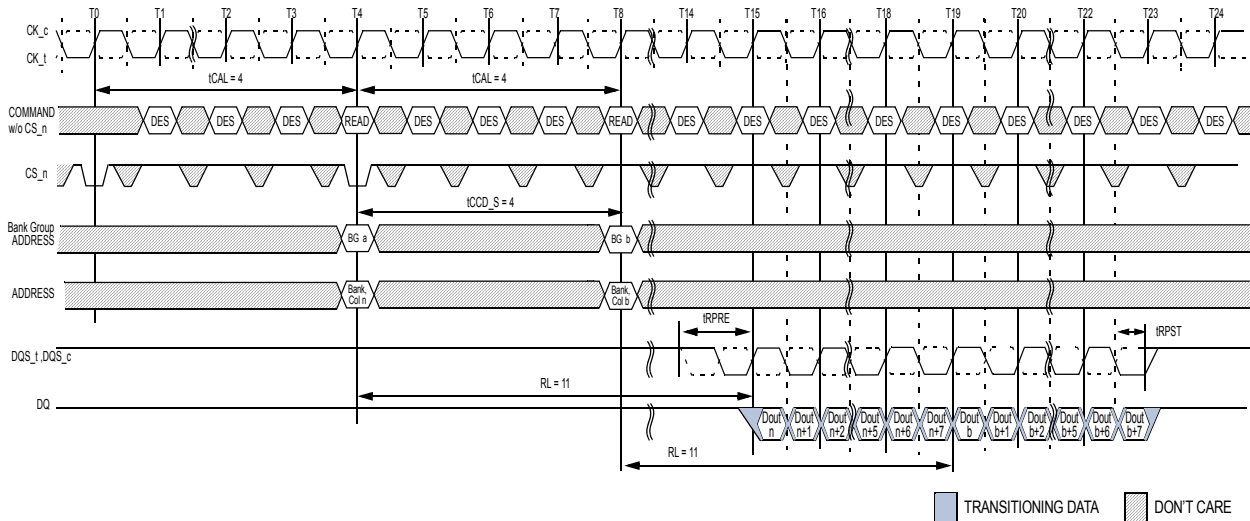 T0 T1 T2 T3 T4 T5 T6 T7 T8 T14 T15 T16 T18 T19 T20 T22 T23 T24
CK_c
CK_t
tCAL = 4 tCAL = 4
COMMAND
w/o CS_n
DES DES DES READ DES DES DES READ DES DES DES DES DES DES DES DES DES
CS_n
tCCD_S = 4
Bank Group
ADDRESS
BG a BG b
ADDRESS
Bank,
Col n
Bank,
Col b
tRPRE tRPST
DQS_t ,DQS_c
RL = 11
DQ
Dout
n
Dout
n+1
Dout
n+2
Dout
n+5
Dout
n+6
Dout
n+7
Dout
b
Dout
b+1
Dout
b+2
Dout
b+5
Dout
b+6
Dout
b+7
RL = 11
TRANSITIONING DATA DON'T CARE